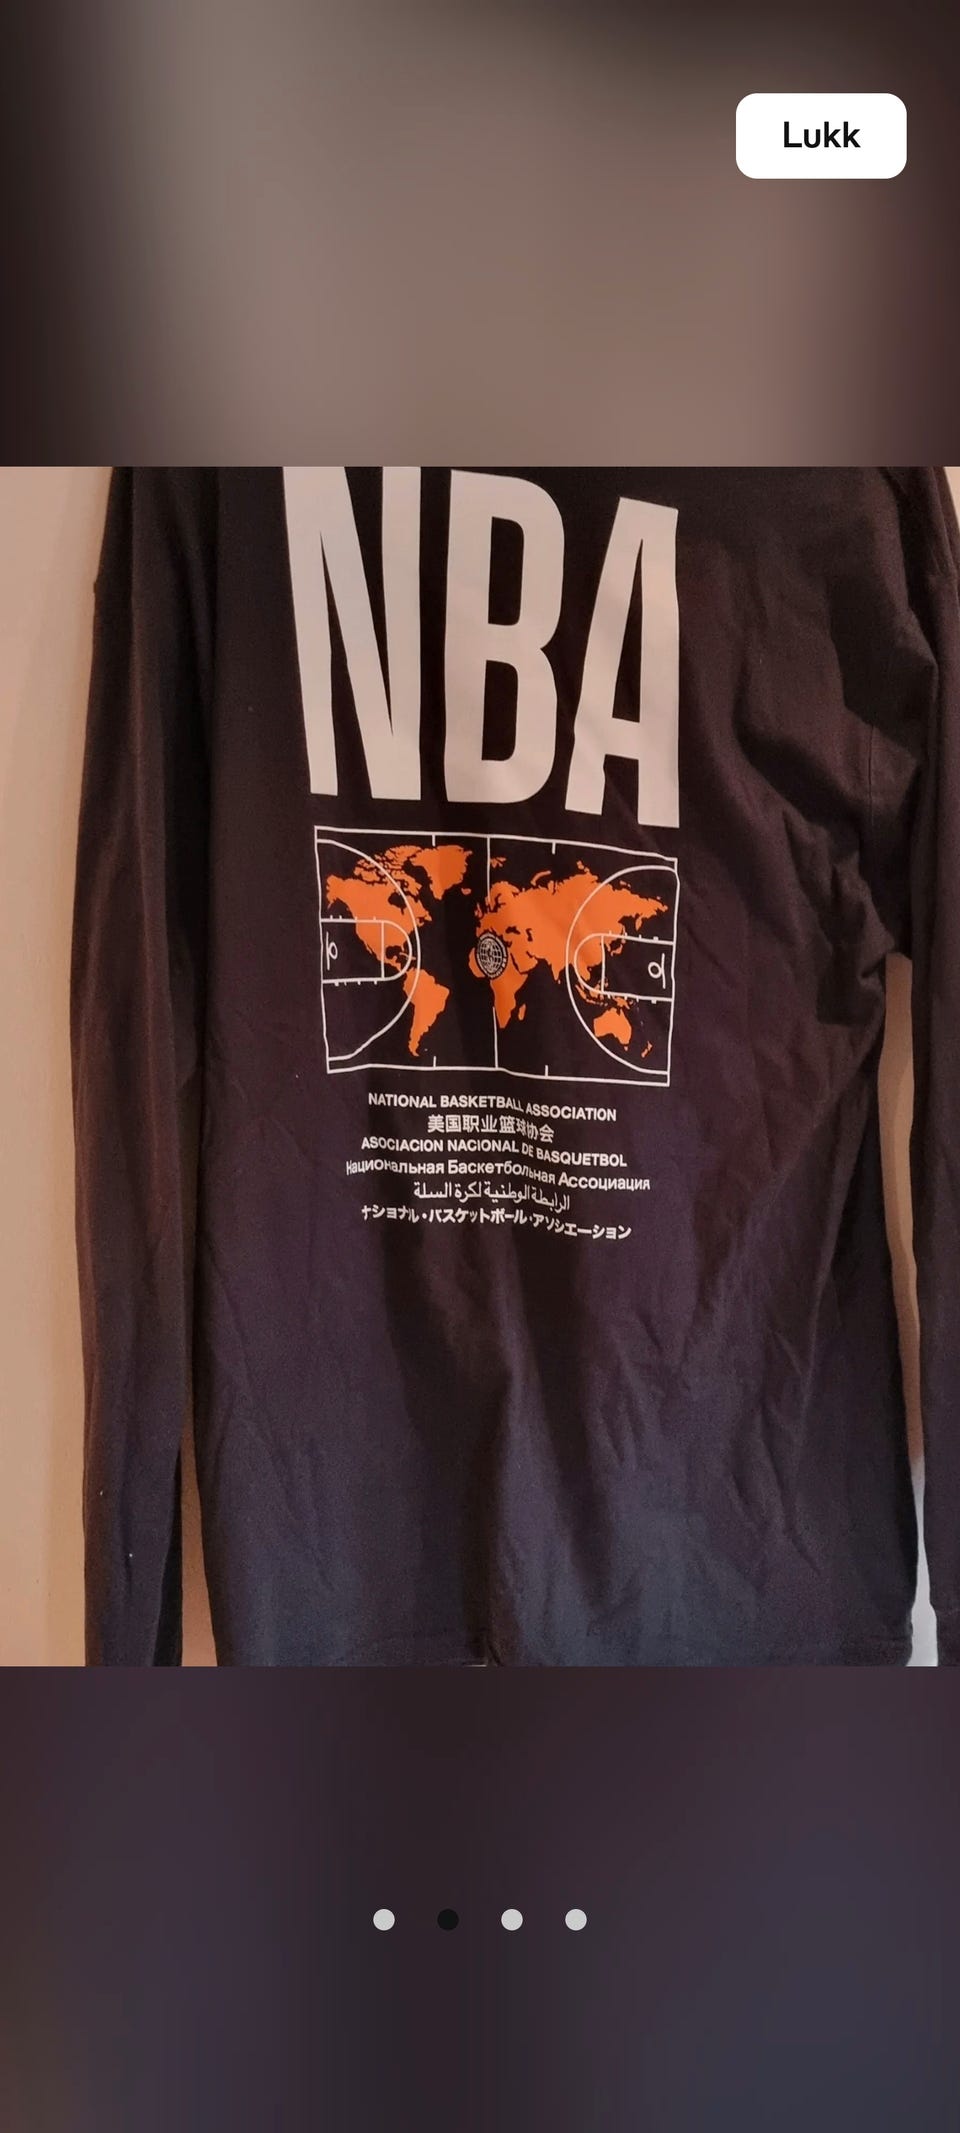 Lukk
NBA
NATIONAL BASKETBALL ASSOCIATION
美国职业篮球协会
ASOCIACION NACIONAL DE BASQUETBOL
Национальная Баскетбольная Ассоциация
الرابطة الوطنية لكرة السلة
ナショナル・バスケットボール・アソシエーション